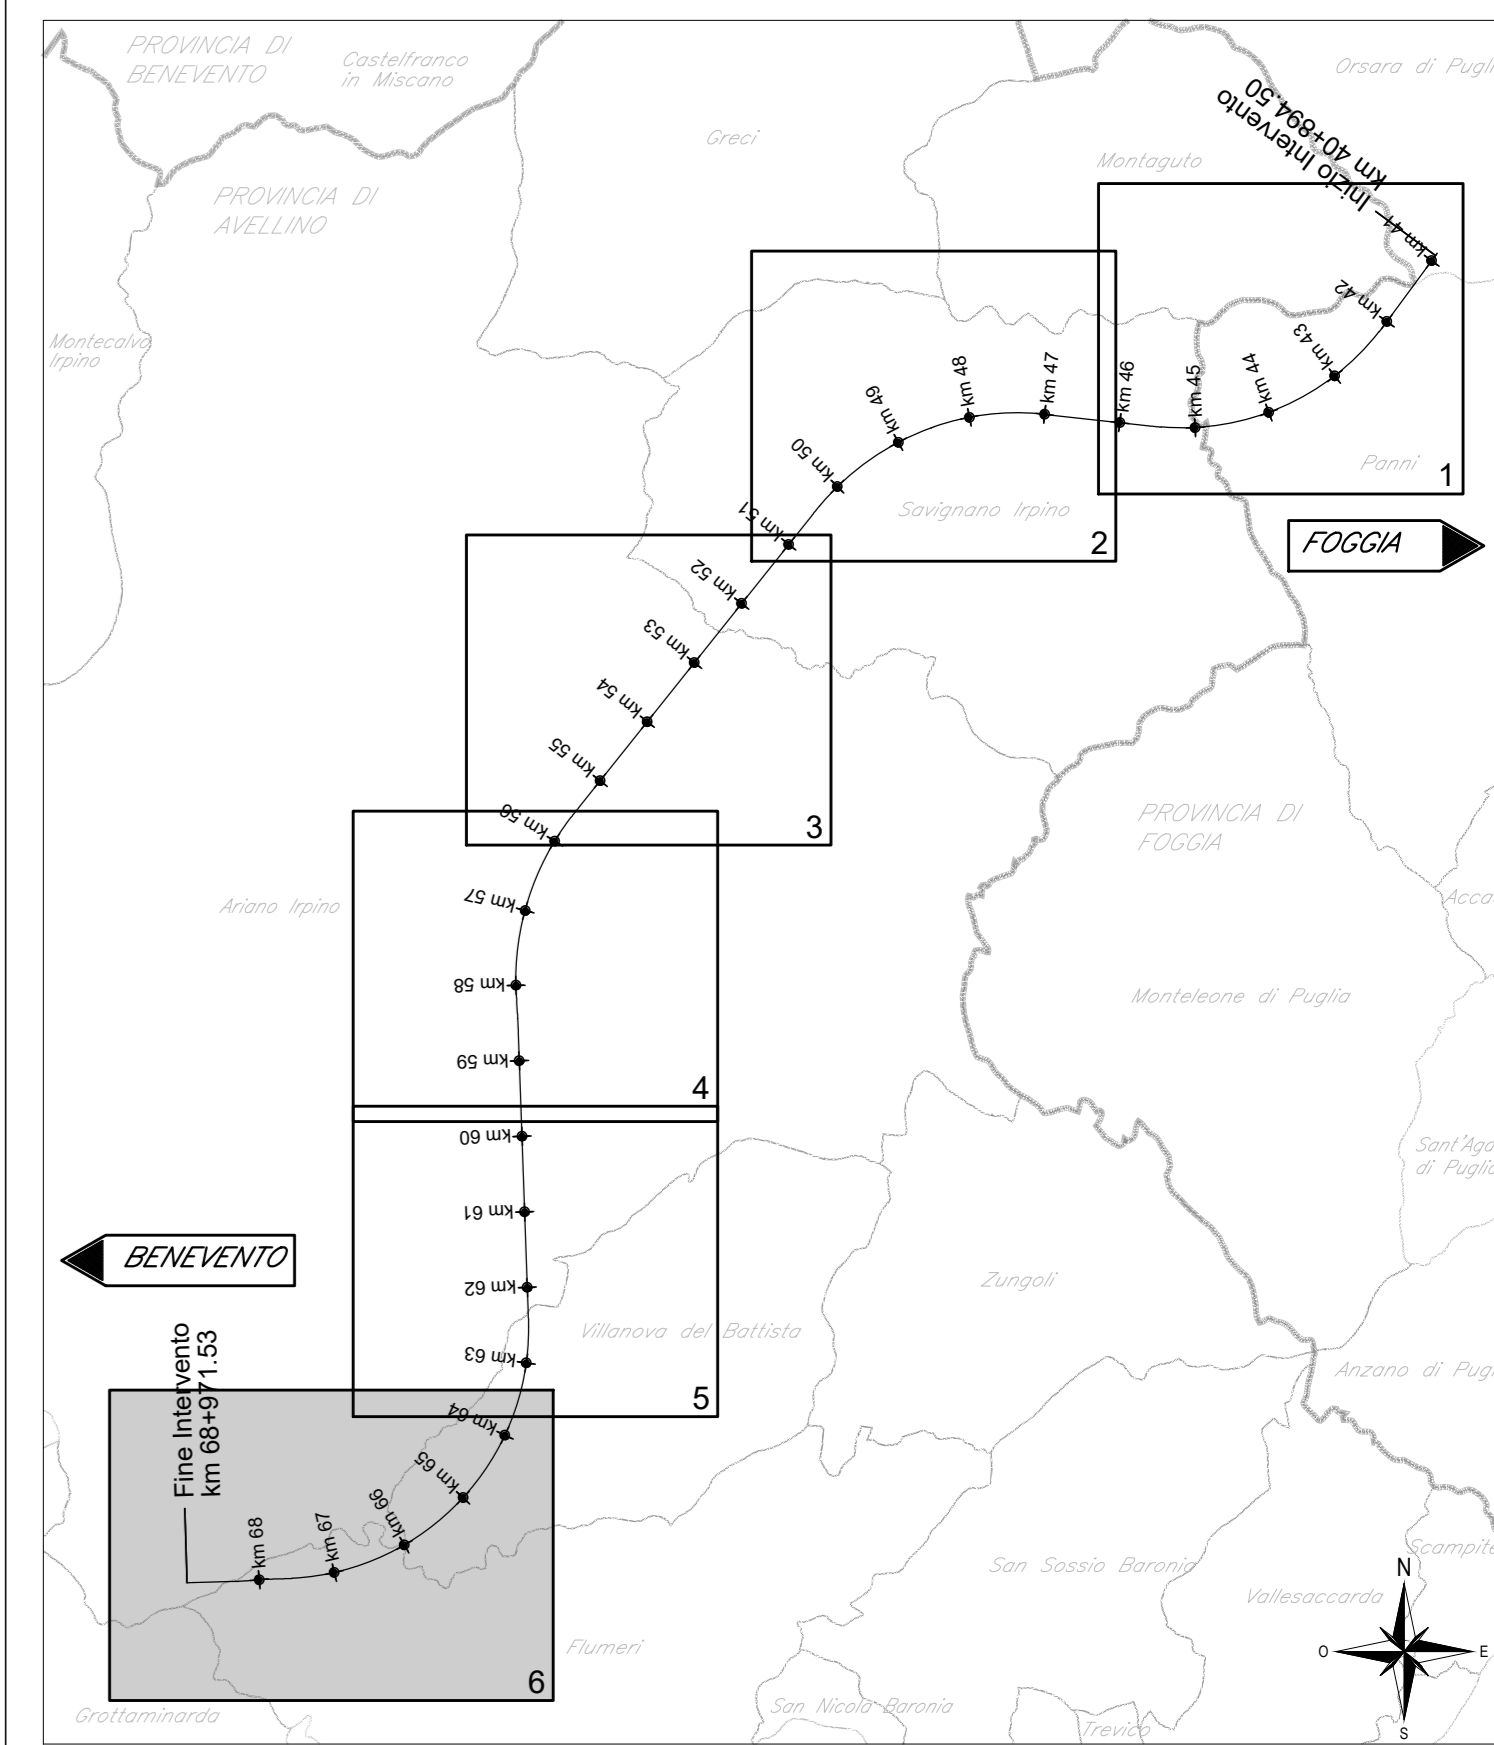 PROVINCIA DI
BENEVENTO
Castelfranco
in Miscano
Orsara di Pugli
Greci
Montaguto
Inizio Intervento
km 40+894.50
PROVINCIA DI
AVELLINO
km 41
km 42
km 43
km 44
km 45
km 46
km 47
km 48
km 49
km 50
km 51
Montecalvo
Irpino
Panni
1
Savignano Irpino
2
FOGGIA
km 52
km 53
km 54
km 55
km 56
3
PROVINCIA DI
FOGGIA
Ariano Irpino
Acca
km 57
km 58
km 59
4
Monteleone di Puglia
km 60
km 61
km 62
km 63
5
Sant'Aga
di Puglia
BENEVENTO
Zungoli
Villanova del Battista
Anzano di Pug
Fine Intervento
km 68+971.53
km 64
km 65
km 66
km 67
km 68
6
San Sossio Baronia
Scampite
Vallesaccarda
Flumeri
Grottaminarda
San Nicola Baronia
Trevico
N
O
E
S